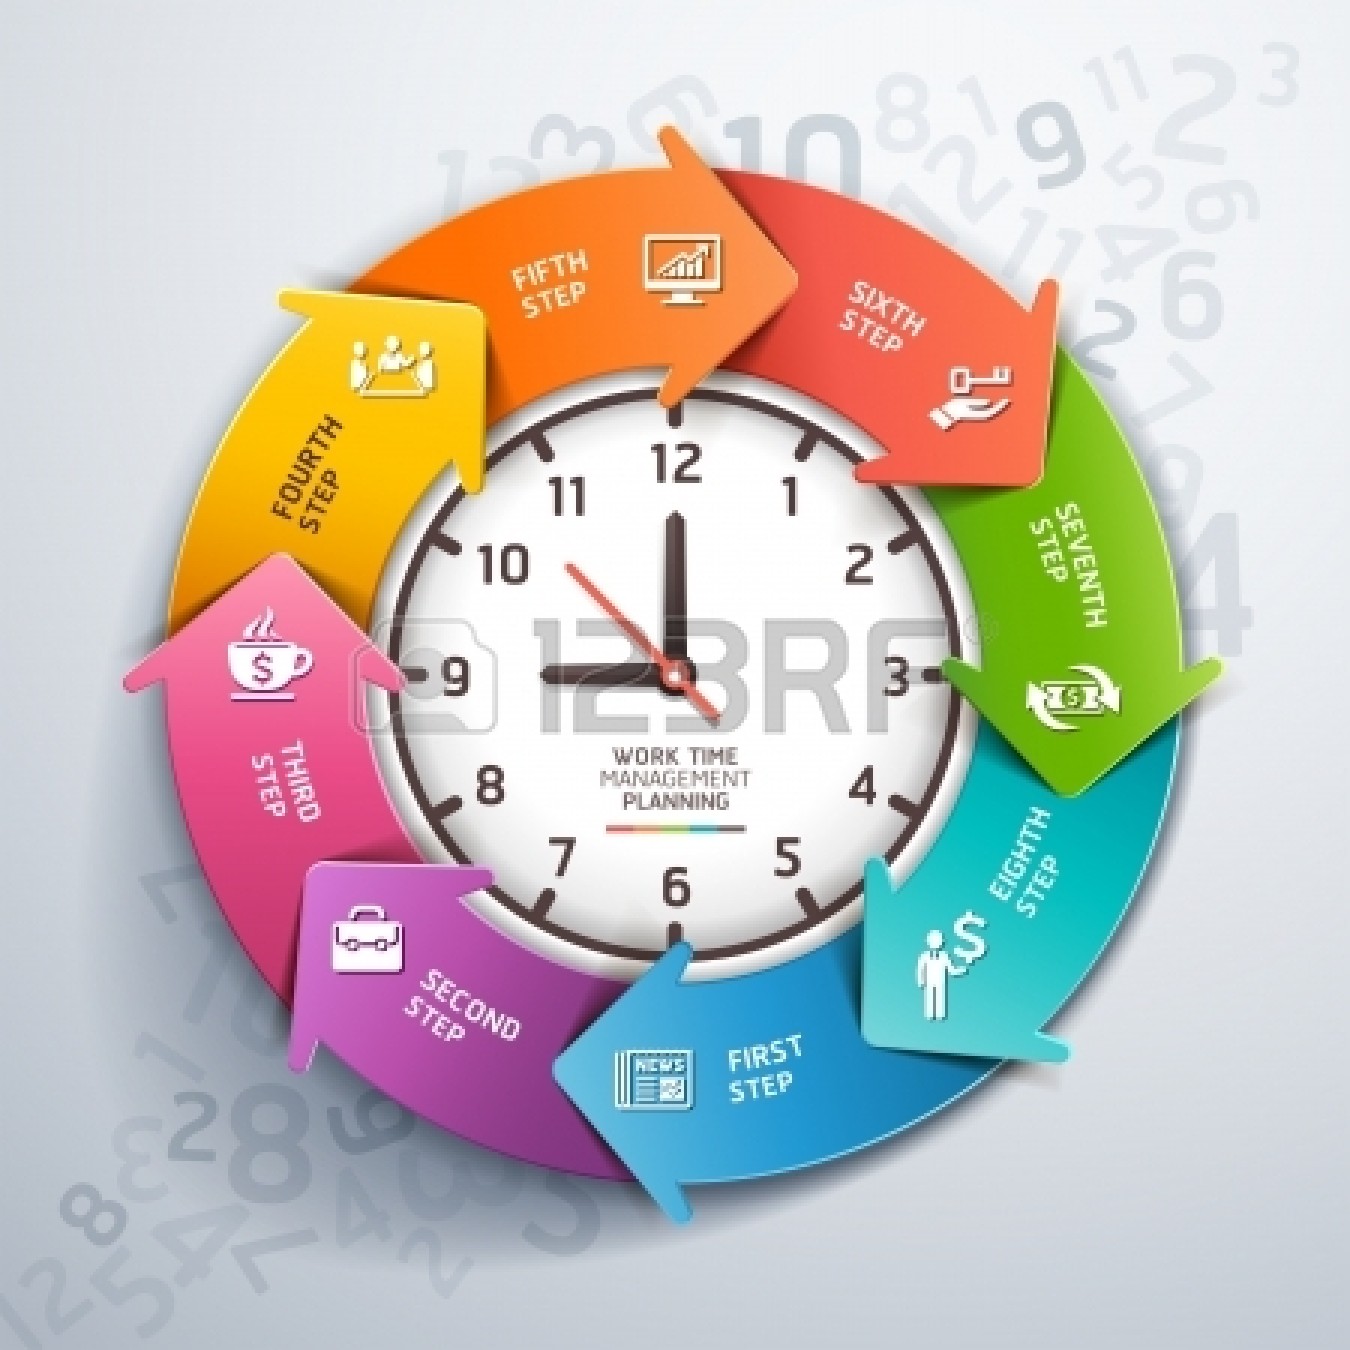 FIRST
STEP
NEWS
SECOND
STEP
THIRD
STEP
$
FOURTH
STEP
FIFTH
STEP
SIXTH
STEP
SEVENTH
STEP
$
EIGHTH
STEP
$
12
1
2
3
4
5
6
7
8
9
10
11
123RF®
WORK TIME
MANAGEMENT
PLANNING